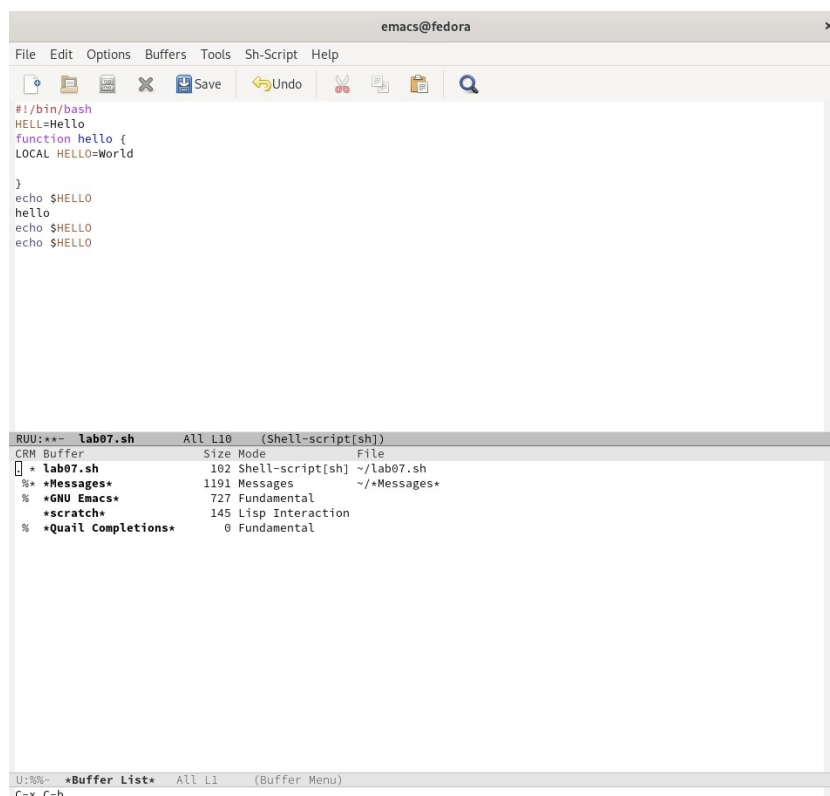 emacs@fedora ×
File Edit Options Buffers Tools Sh-Script Help
Save Undo
#!/bin/bash
HELL=Hello
function hello {
LOCAL HELLO=World
}
echo $HELLO
hello
echo $HELLO
echo $HELLO
RUU:**- lab07.sh All L10 (Shell-script[sh])
CRM Buffer Size Mode File
. * lab07.sh 102 Shell-script[sh] ~/lab07.sh
%* *Messages* 1191 Messages ~/*Messages*
% *GNU Emacs* 727 Fundamental
*scratch* 145 Lisp Interaction
% *Quail Completions* 0 Fundamental
U:%%- *Buffer List* All L1 (Buffer Menu)
C-x C-b